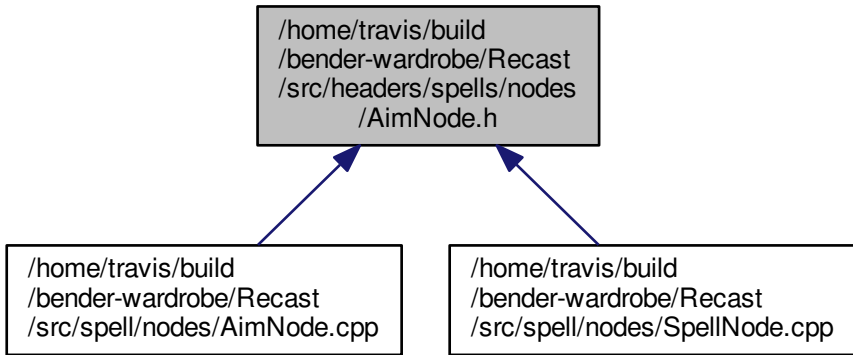 /home/travis/build
/bender-wardrobe/Recast
/src/headers/spells/nodes
/AimNode.h
/home/travis/build
/bender-wardrobe/Recast
/src/spell/nodes/AimNode.cpp
/home/travis/build
/bender-wardrobe/Recast
/src/spell/nodes/SpellNode.cpp